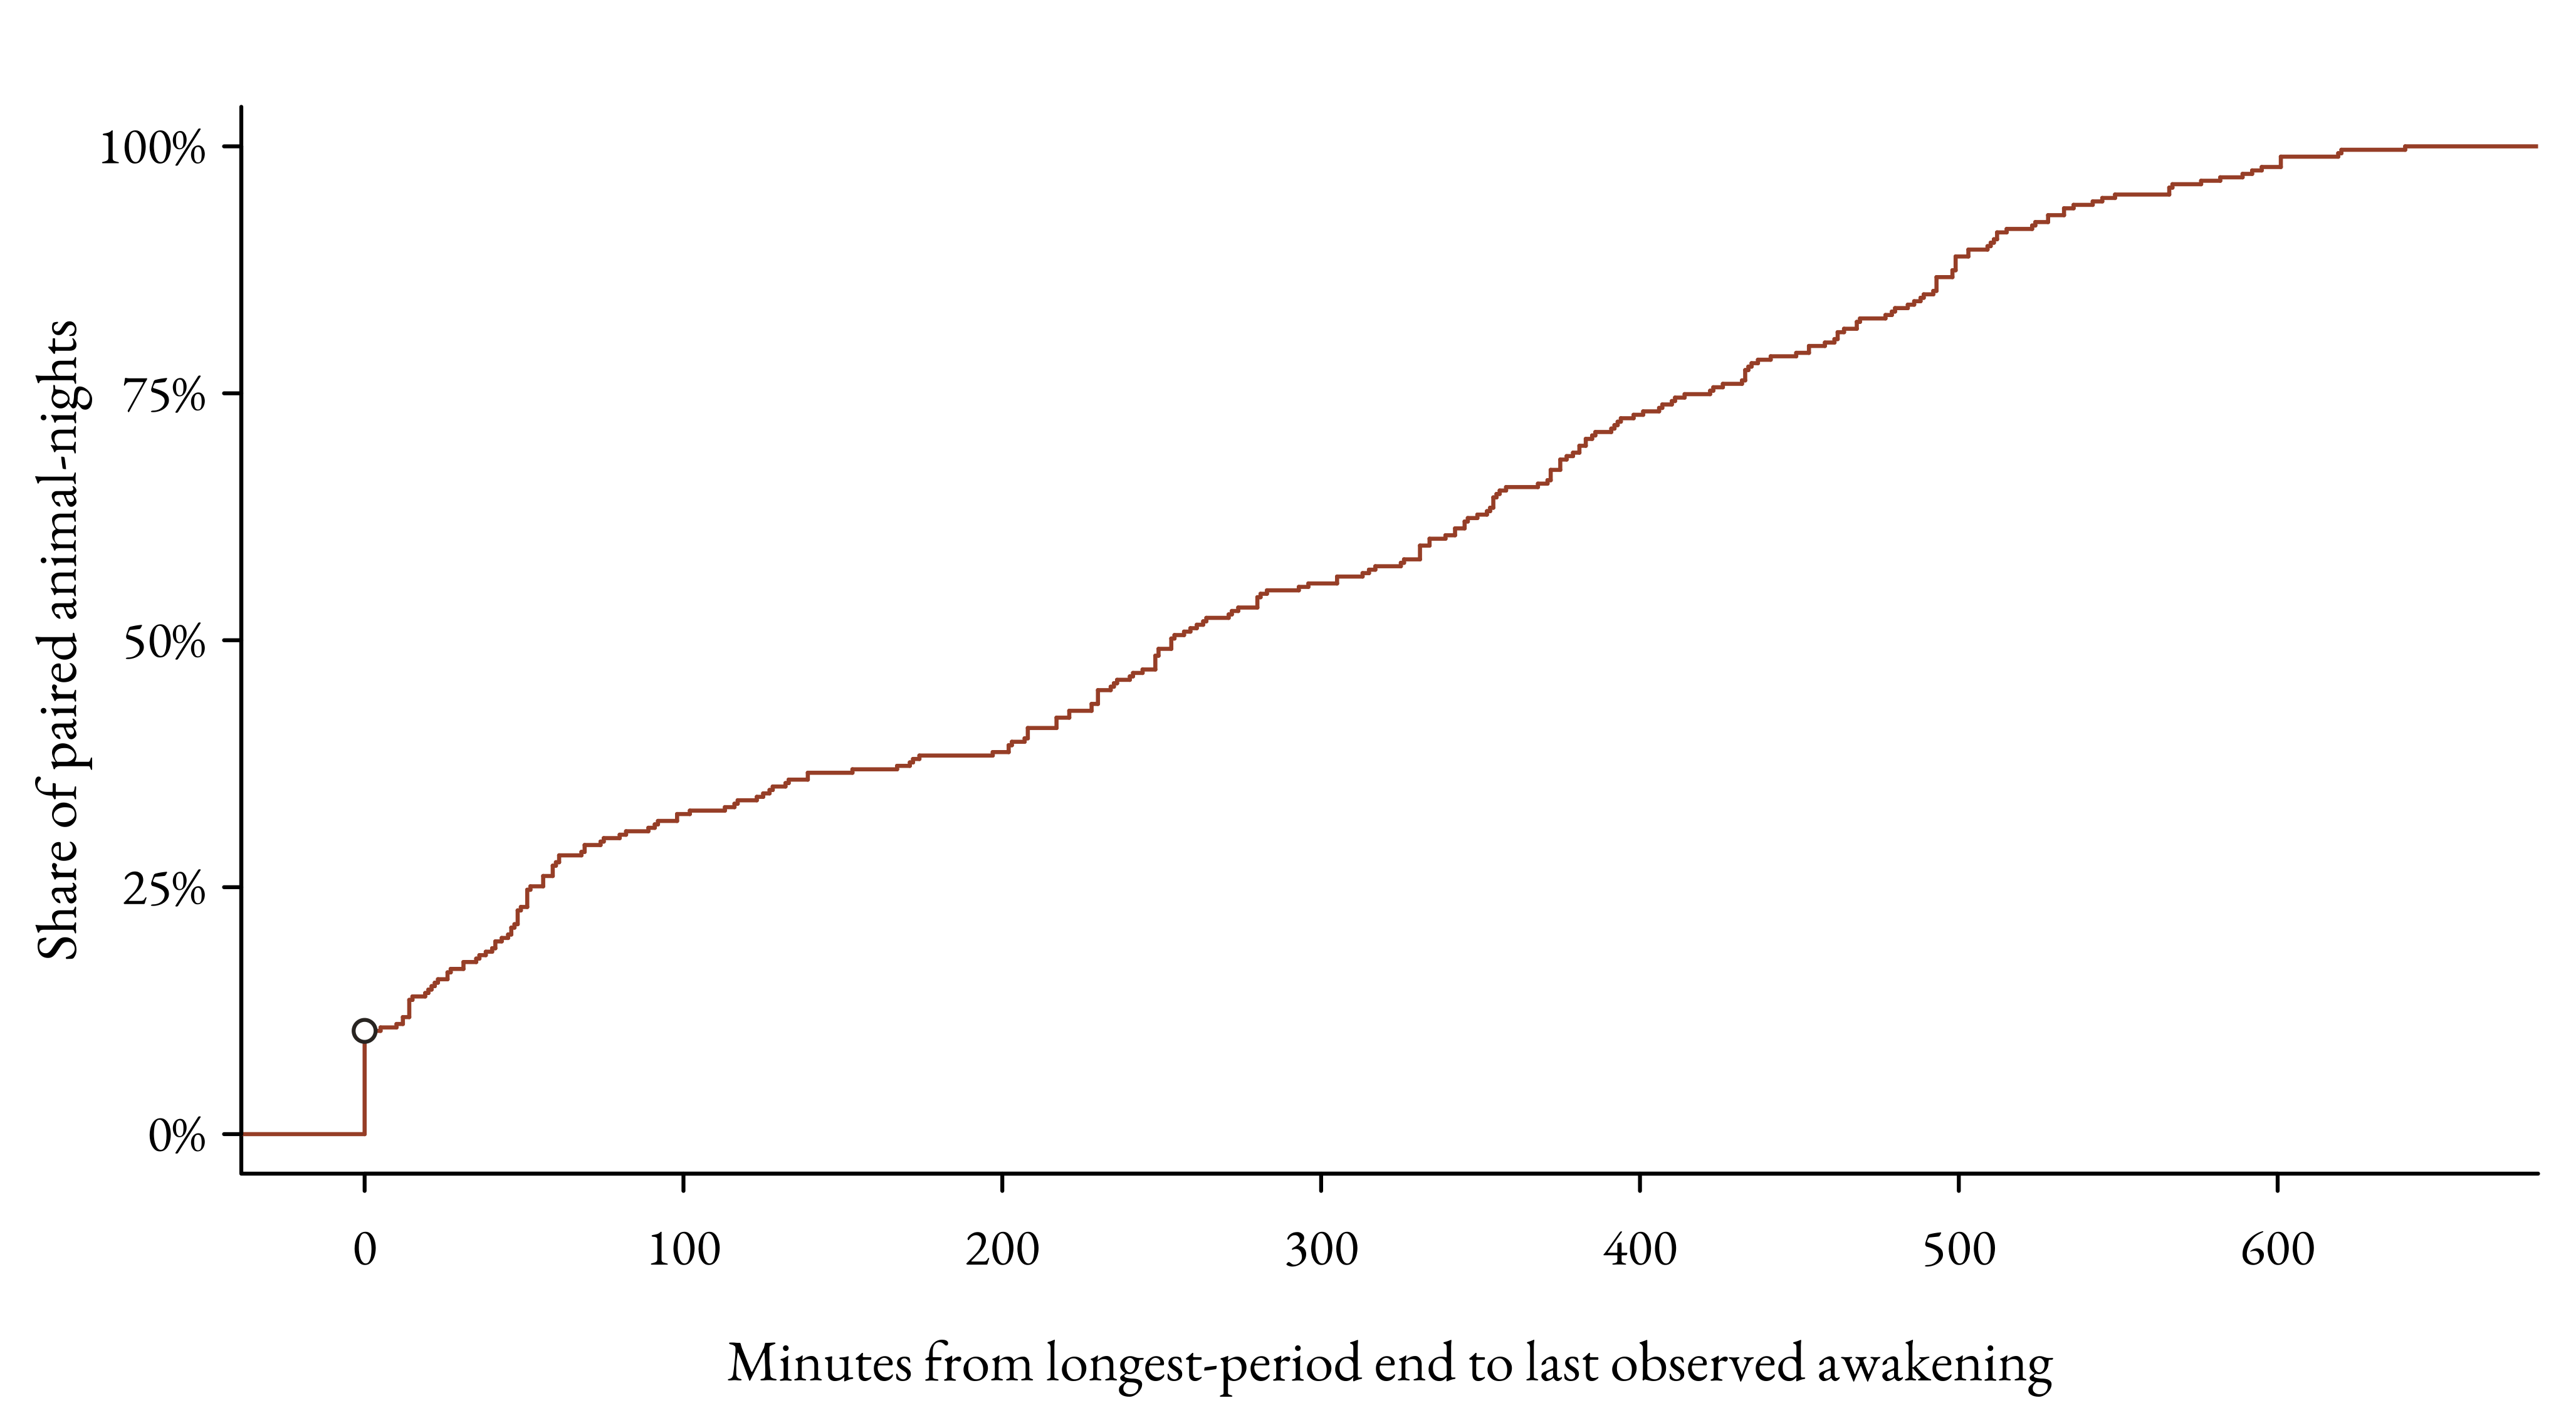 Share of paired animal-nights
100%
75%
50%
25%
0%
0 100 200 300 400 500 600
Minutes from longest-period end to last observed awakening